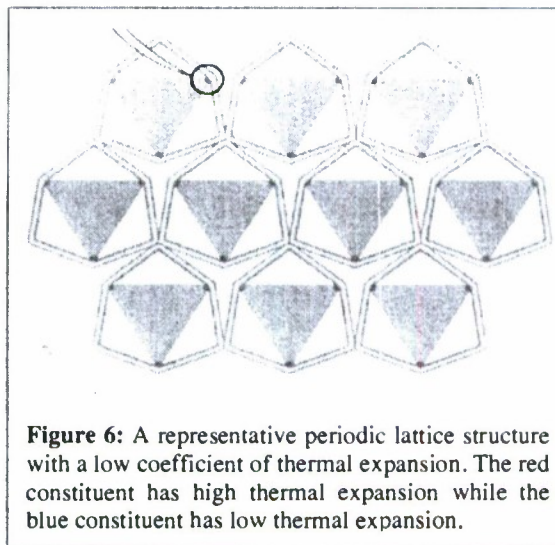 Figure 6: A representative periodic lattice structure
with a low coefficient of thermal expansion. The red
constituent has high thermal expansion while the
blue constituent has low thermal expansion.